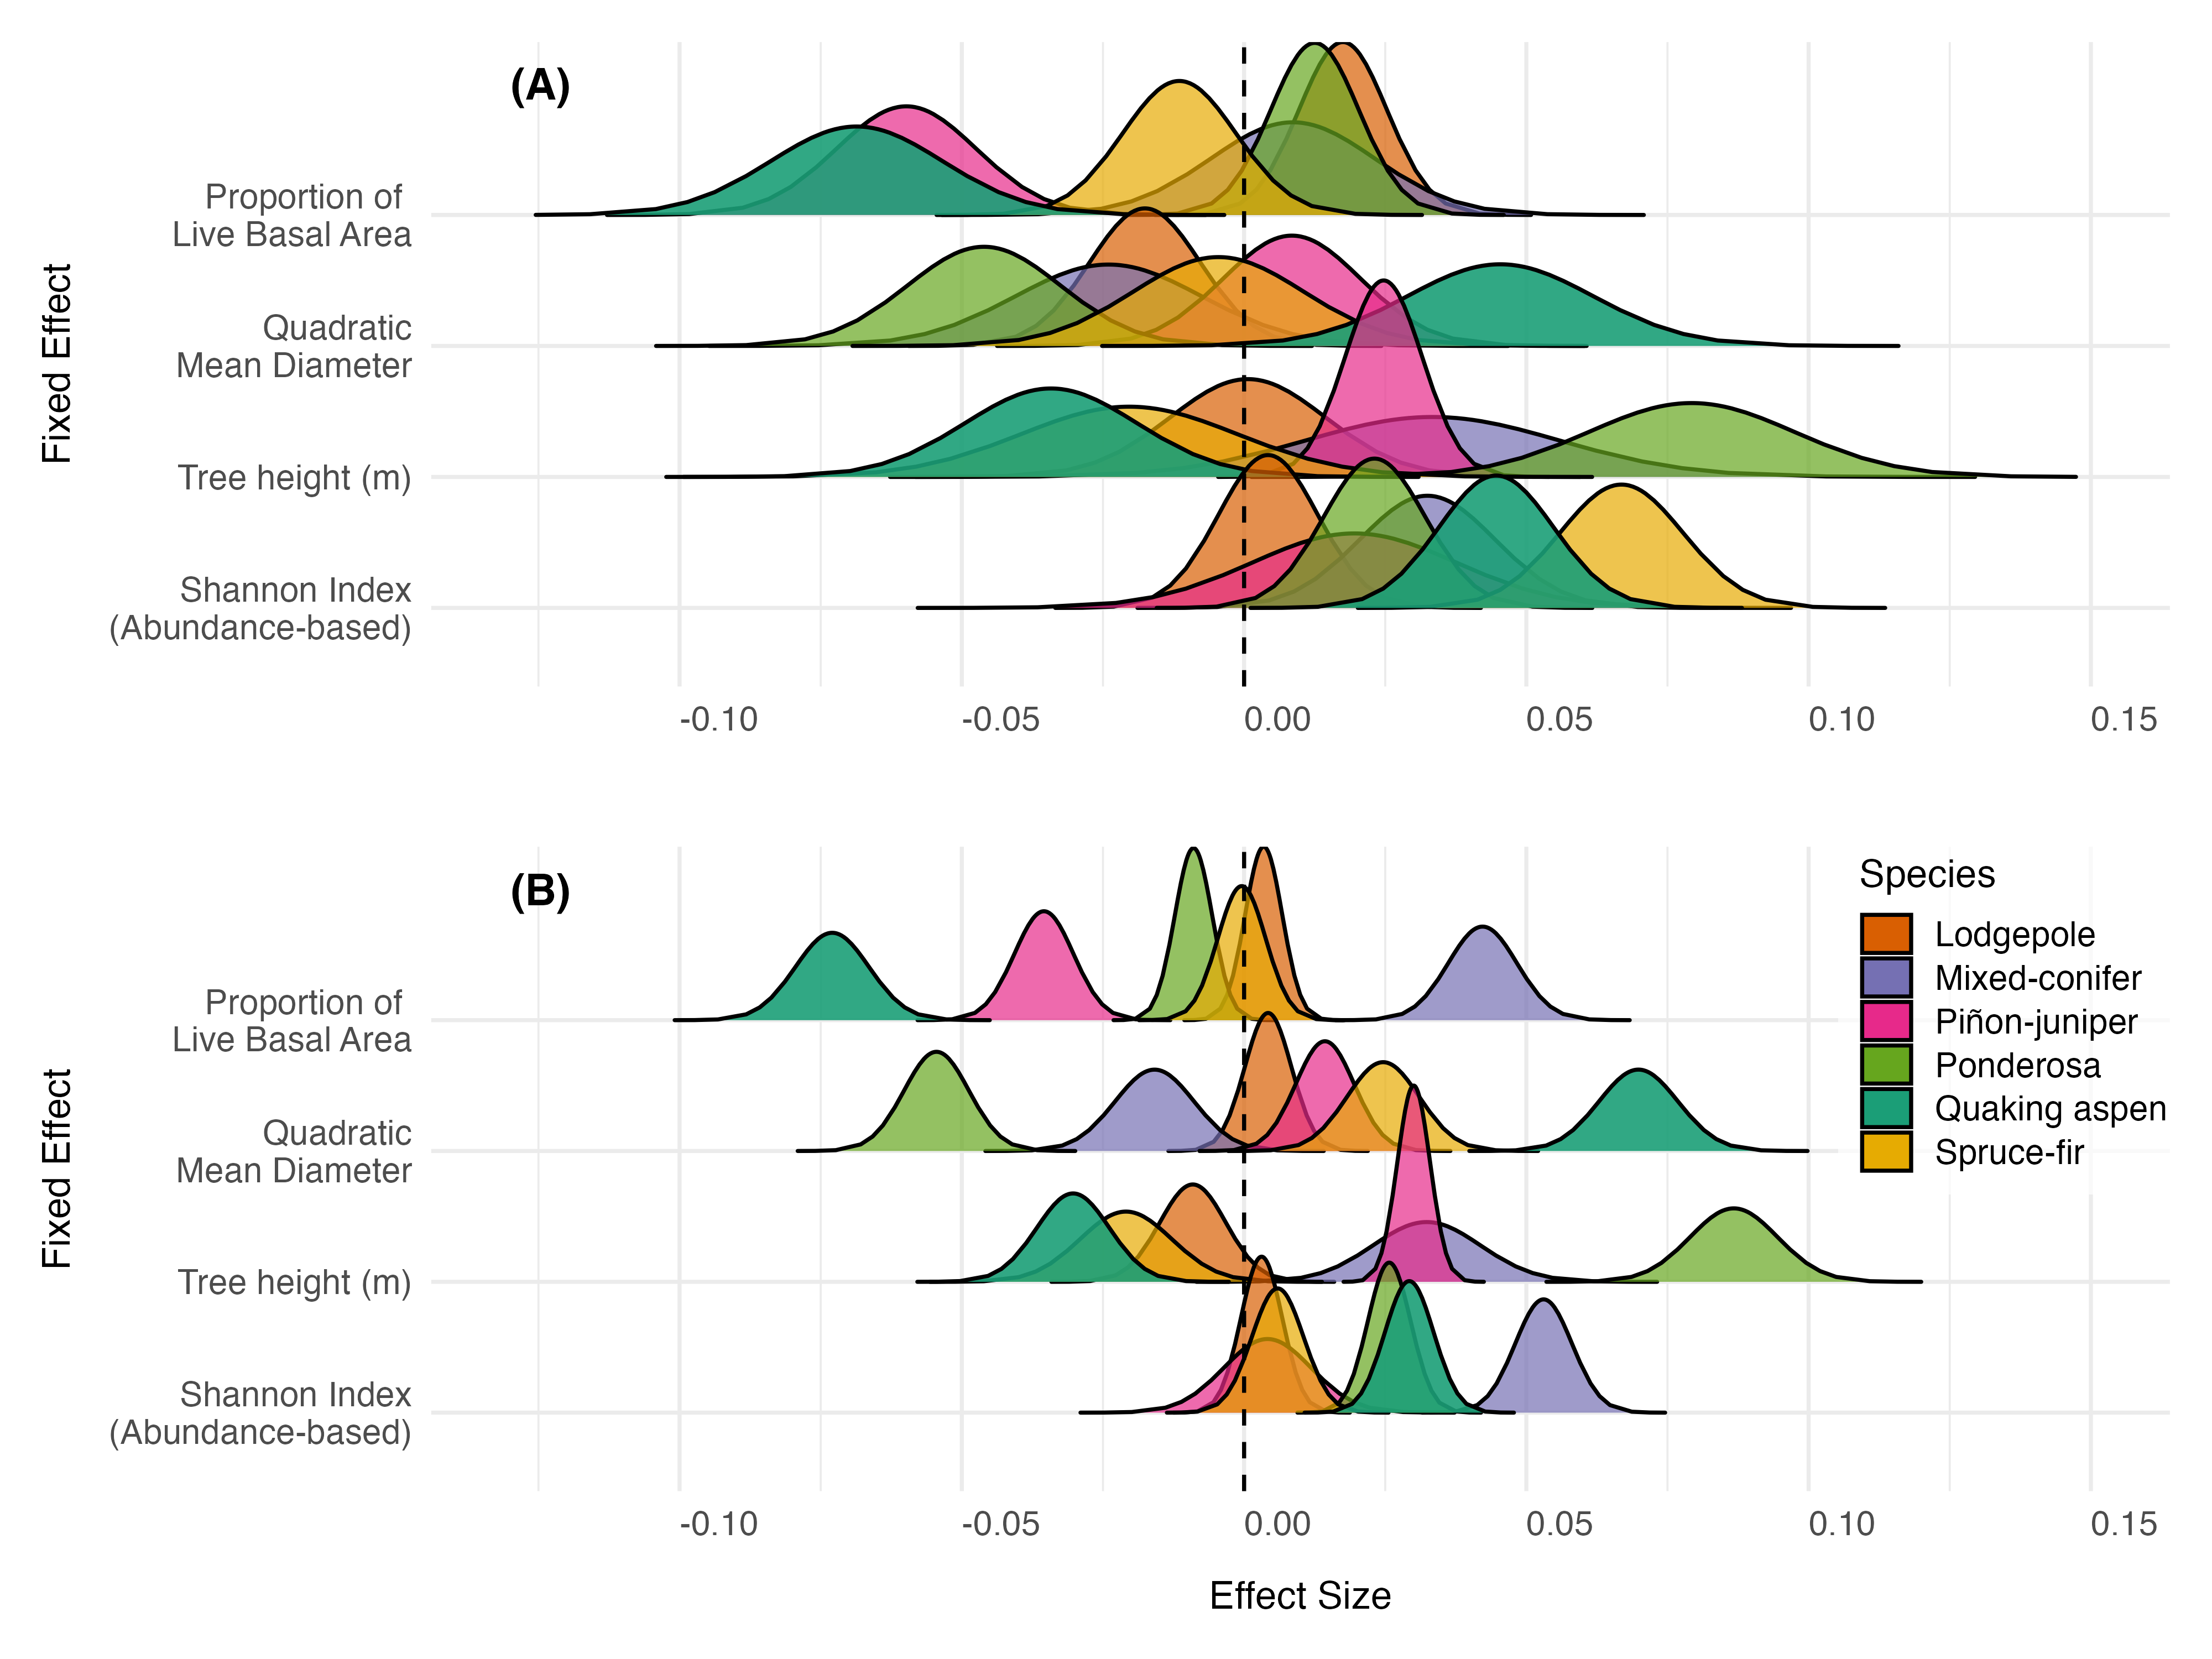 (A)
Fixed Effect
Proportion of
Live Basal Area
Quadratic
Mean Diameter
Tree height (m)
Shannon Index
(Abundance-based)
-0.10 -0.05 0.00 0.05 0.10 0.15
(B)
Fixed Effect
Proportion of
Live Basal Area
Quadratic
Mean Diameter
Tree height (m)
Shannon Index
(Abundance-based)
Species
Lodgepole
Mixed-conifer
Piñon-juniper
Ponderosa
Quaking aspen
Spruce-fir
-0.10 -0.05 0.00 0.05 0.10 0.15
Effect Size